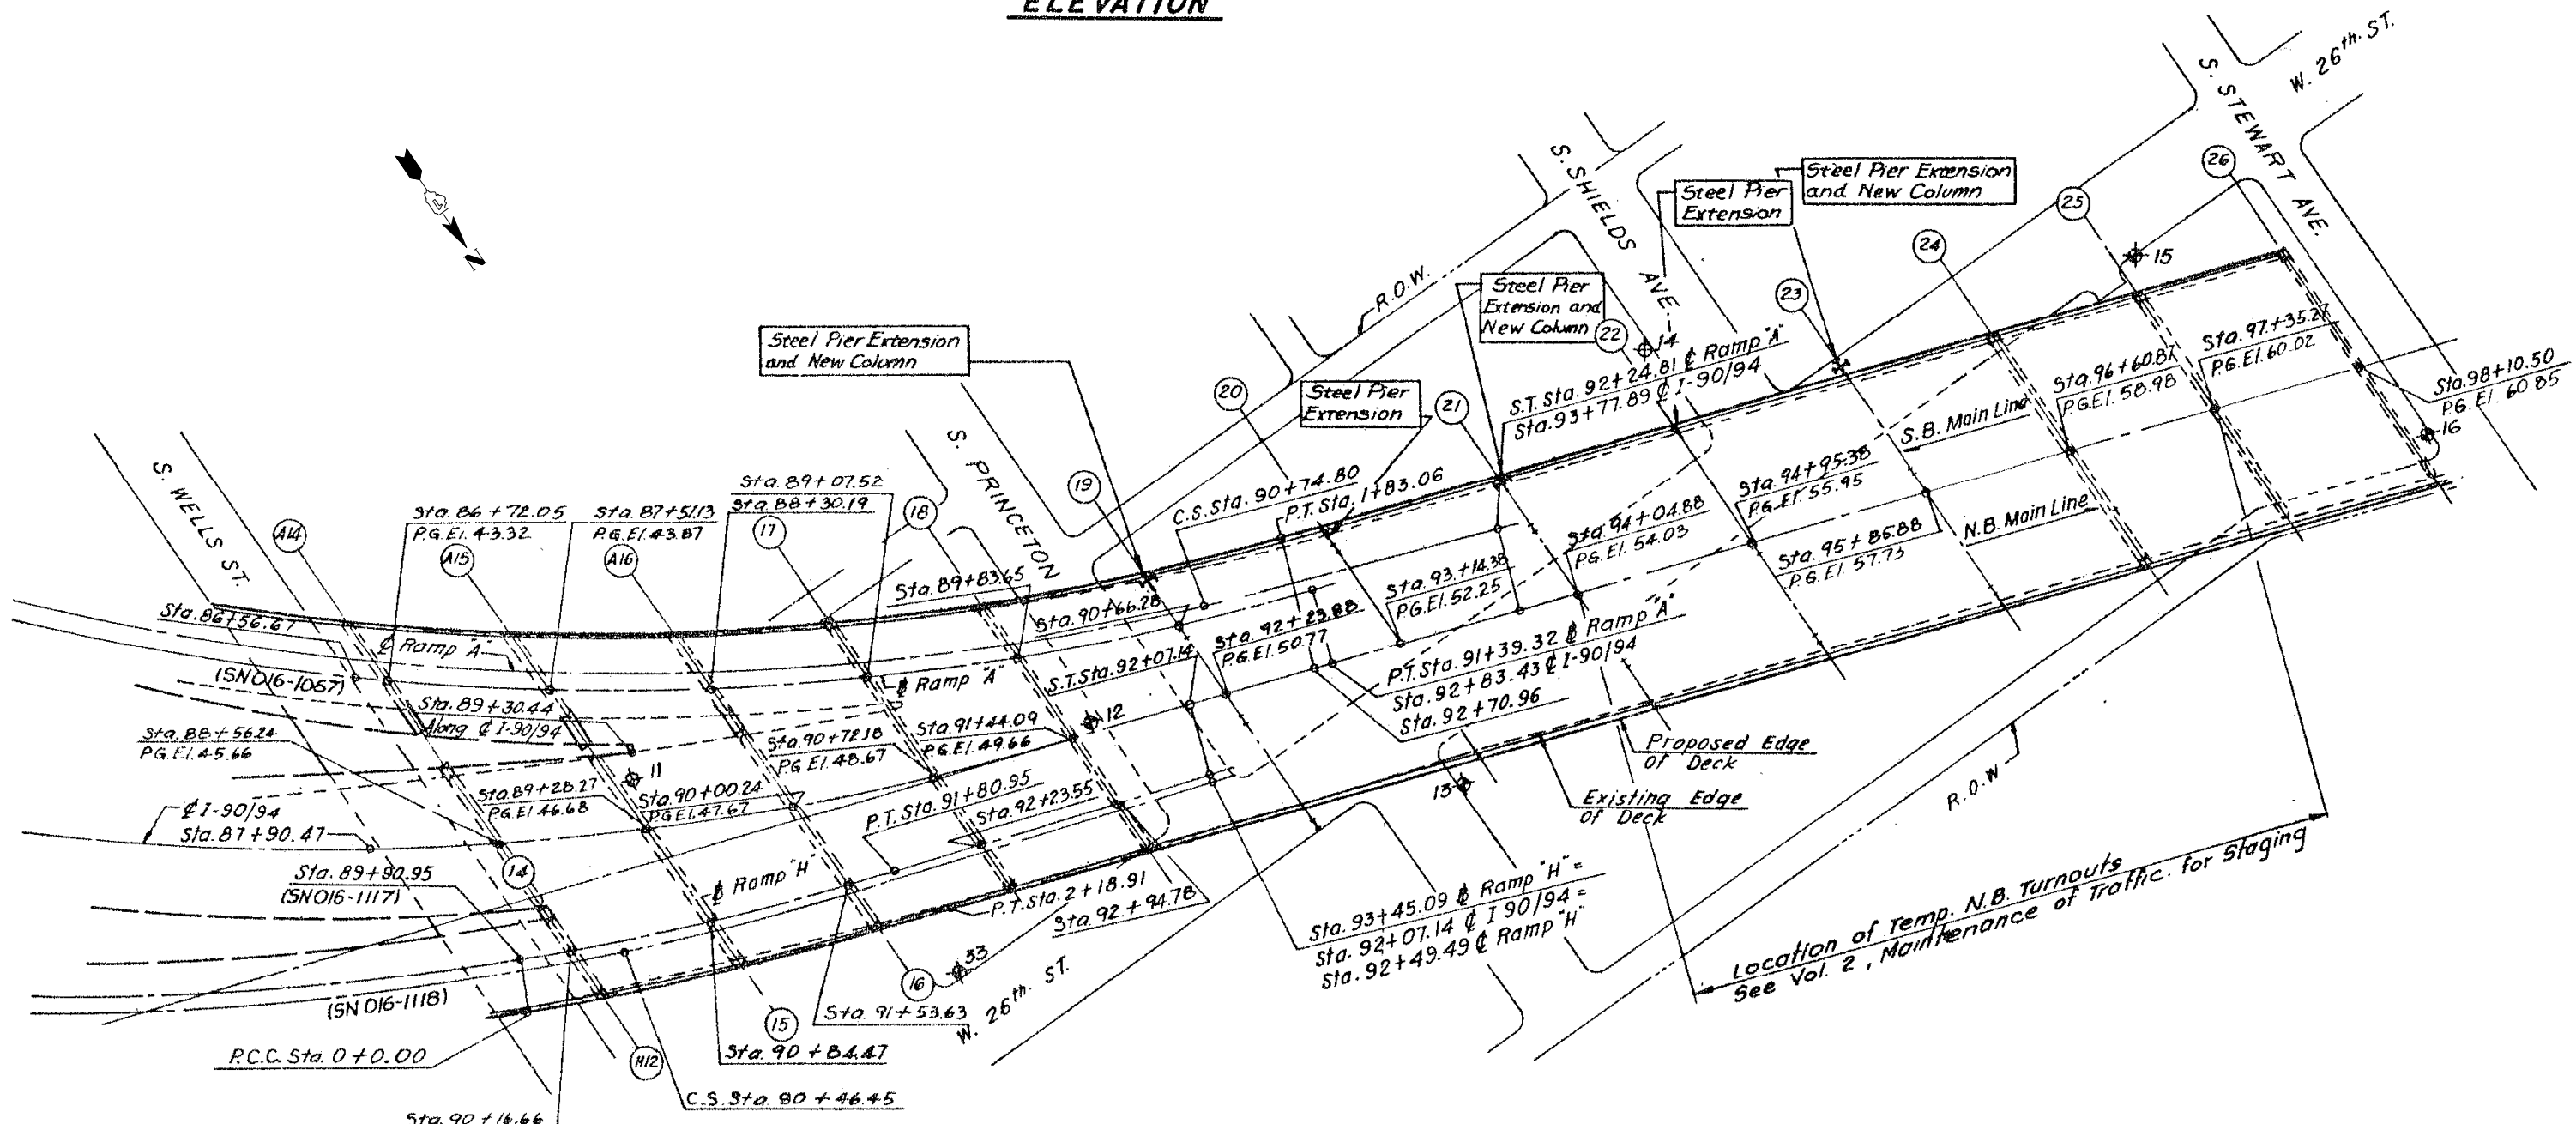 ELEVATION
W. 26th. ST.
S. STEWART AVE.
26
S. SHIELDS AVE.
Steel Pier Extension
and New Column
Steel Pier
Extension
25
15
N
R.O.W.
24
Steel Pier
Extension and
New Column
23
22
14
Sta. 97+35.27
P.G. El. 60.02
Steel Pier Extension
and New Column
Sta. 96+60.87
P.G. El. 58.98
Sta. 98+10.50
P.G. El. 60.85
16
20
Steel Pier
Extension
21
S.T. Sta. 92+24.81 ℄ Ramp "A"
Sta. 93+77.89 ℄ I-90/94
S.B. Main Line
S. WELLS ST.
S. PRINCETON
19
C.S. Sta. 90+74.80
P.T. Sta. 1+83.06
Sta. 94+95.38
P.G. El. 55.95
N.B. Main Line
Sta. 89+07.52
Sta. 88+30.19
18
Sta. 86+72.05
P.G. El. 43.32
Sta. 87+51.13
P.G. El. 43.87
17
A14
A15
A16
Sta. 94+04.88
P.G. El. 54.03
Sta. 95+86.88
P.G. El. 57.73
Sta. 89+83.65
Sta. 90+66.28
Sta. 93+14.38
P.G. El. 52.25
Sta. 86+56.67
℄ Ramp "A"
(SN 016-1067)
Ramp "A"
S.T. Sta. 92+07.14
Sta. 92+23.88
P.G. El. 50.77
P.T. Sta. 91+39.32 Ramp "A"
Sta. 92+83.43 ℄ I-90/94
Sta. 92+70.96
Sta. 89+30.44
Along ℄ I-90/94
12
Sta. 91+44.09
P.G. El. 49.66
Sta. 90+72.18
P.G. El. 48.67
Sta. 88+56.24
P.G. El. 45.66
11
Proposed Edge
of Deck
13
Existing Edge
of Deck
R.O.W
Sta. 89+28.27
P.G. El 46.68
Sta. 90+00.24
P.G. El. 47.67
℄ I-90/94
Sta. 87+90.47
P.T. Sta. 91+80.95
Sta. 92+23.55
14
Sta. 89+90.95
(SN 016-1117)
Ramp "H"
P.T. Sta. 2+18.91
Sta. 92+94.78
Sta. 93+45.09 Ramp "H" =
Sta. 92+07.14 ℄ I 90/94 =
Sta. 92+49.49 ℄ Ramp "H"
Location of Temp. N.B. Turnouts
See Vol. 2, Maintenance of Traffic for Staging
33
16
W. 26th. ST.
(SN 016-1118)
15
Sta. 91+53.63
P.C.C. Sta. 0+0.00
H12
Sta. 90+84.47
C.S. Sta 90+46.45
Sta. 90+16.66